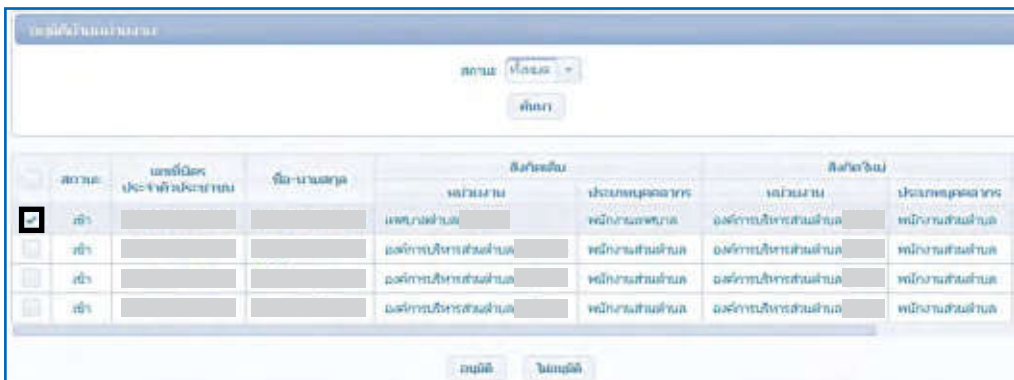 อนุมัติย้ายหน่วยงาน
สถานะ ทั้งหมด
ค้นหา
สถานะ เลขที่บัตรประจำตัวประชาชน ชื่อ-นามสกุล สังกัดเดิม สังกัดใหม่
หน่วยงาน ประเภทบุคลากร หน่วยงาน ประเภทบุคลากร
เข้า เทศบาลตำบล พนักงานเทศบาล องค์การบริหารส่วนตำบล พนักงานส่วนตำบล
เข้า องค์การบริหารส่วนตำบล พนักงานส่วนตำบล องค์การบริหารส่วนตำบล พนักงานส่วนตำบล
เข้า องค์การบริหารส่วนตำบล พนักงานส่วนตำบล องค์การบริหารส่วนตำบล พนักงานส่วนตำบล
เข้า องค์การบริหารส่วนตำบล พนักงานส่วนตำบล องค์การบริหารส่วนตำบล พนักงานส่วนตำบล
อนุมัติ ไม่อนุมัติ